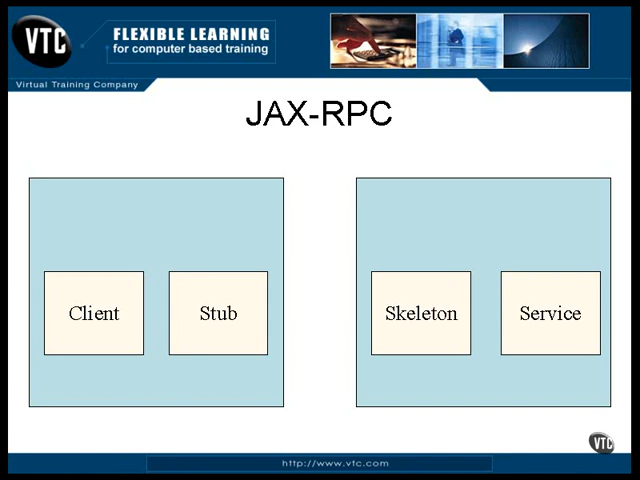 VTC
FLEXIBLE LEARNING
for computer based training
Virtual Training Company
JAX-RPC
Client
Stub
Skeleton
Service
VTC
http://www.vtc.com